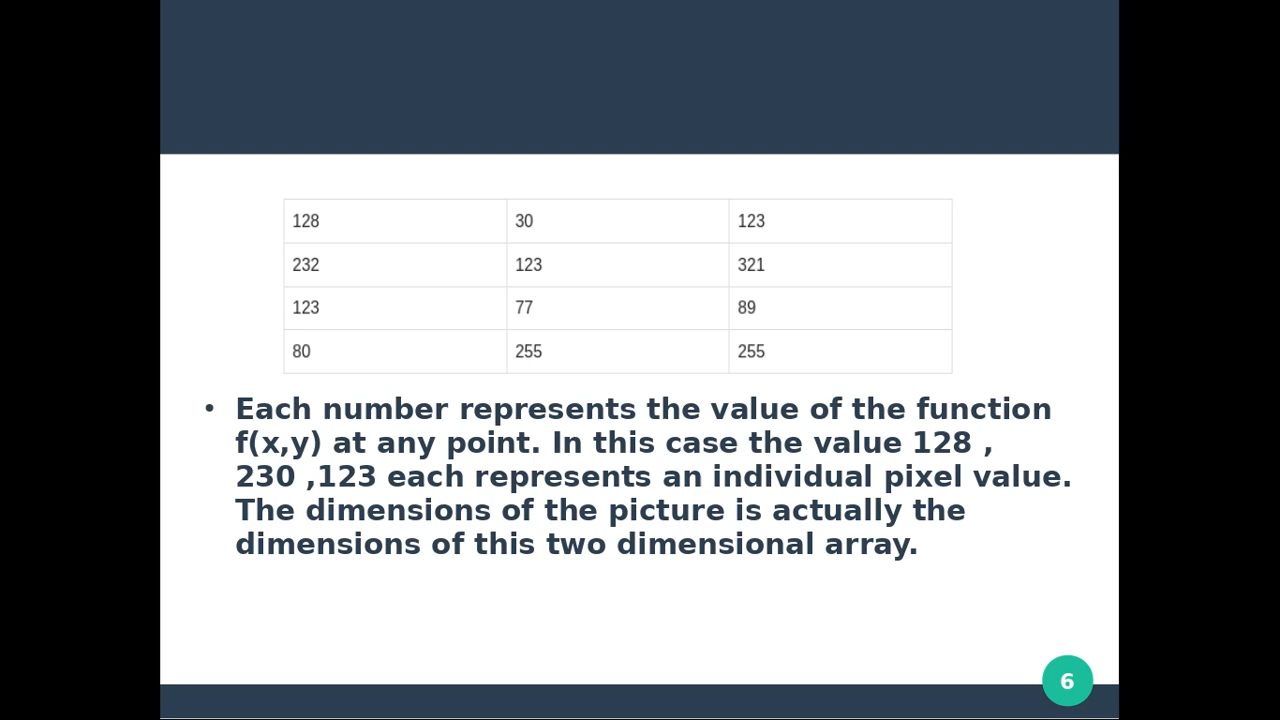 128 30 123
232 123 321
123 77 89
80 255 255
• Each number represents the value of the function
f(x,y) at any point. In this case the value 128 ,
230 ,123 each represents an individual pixel value.
The dimensions of the picture is actually the
dimensions of this two dimensional array.
6